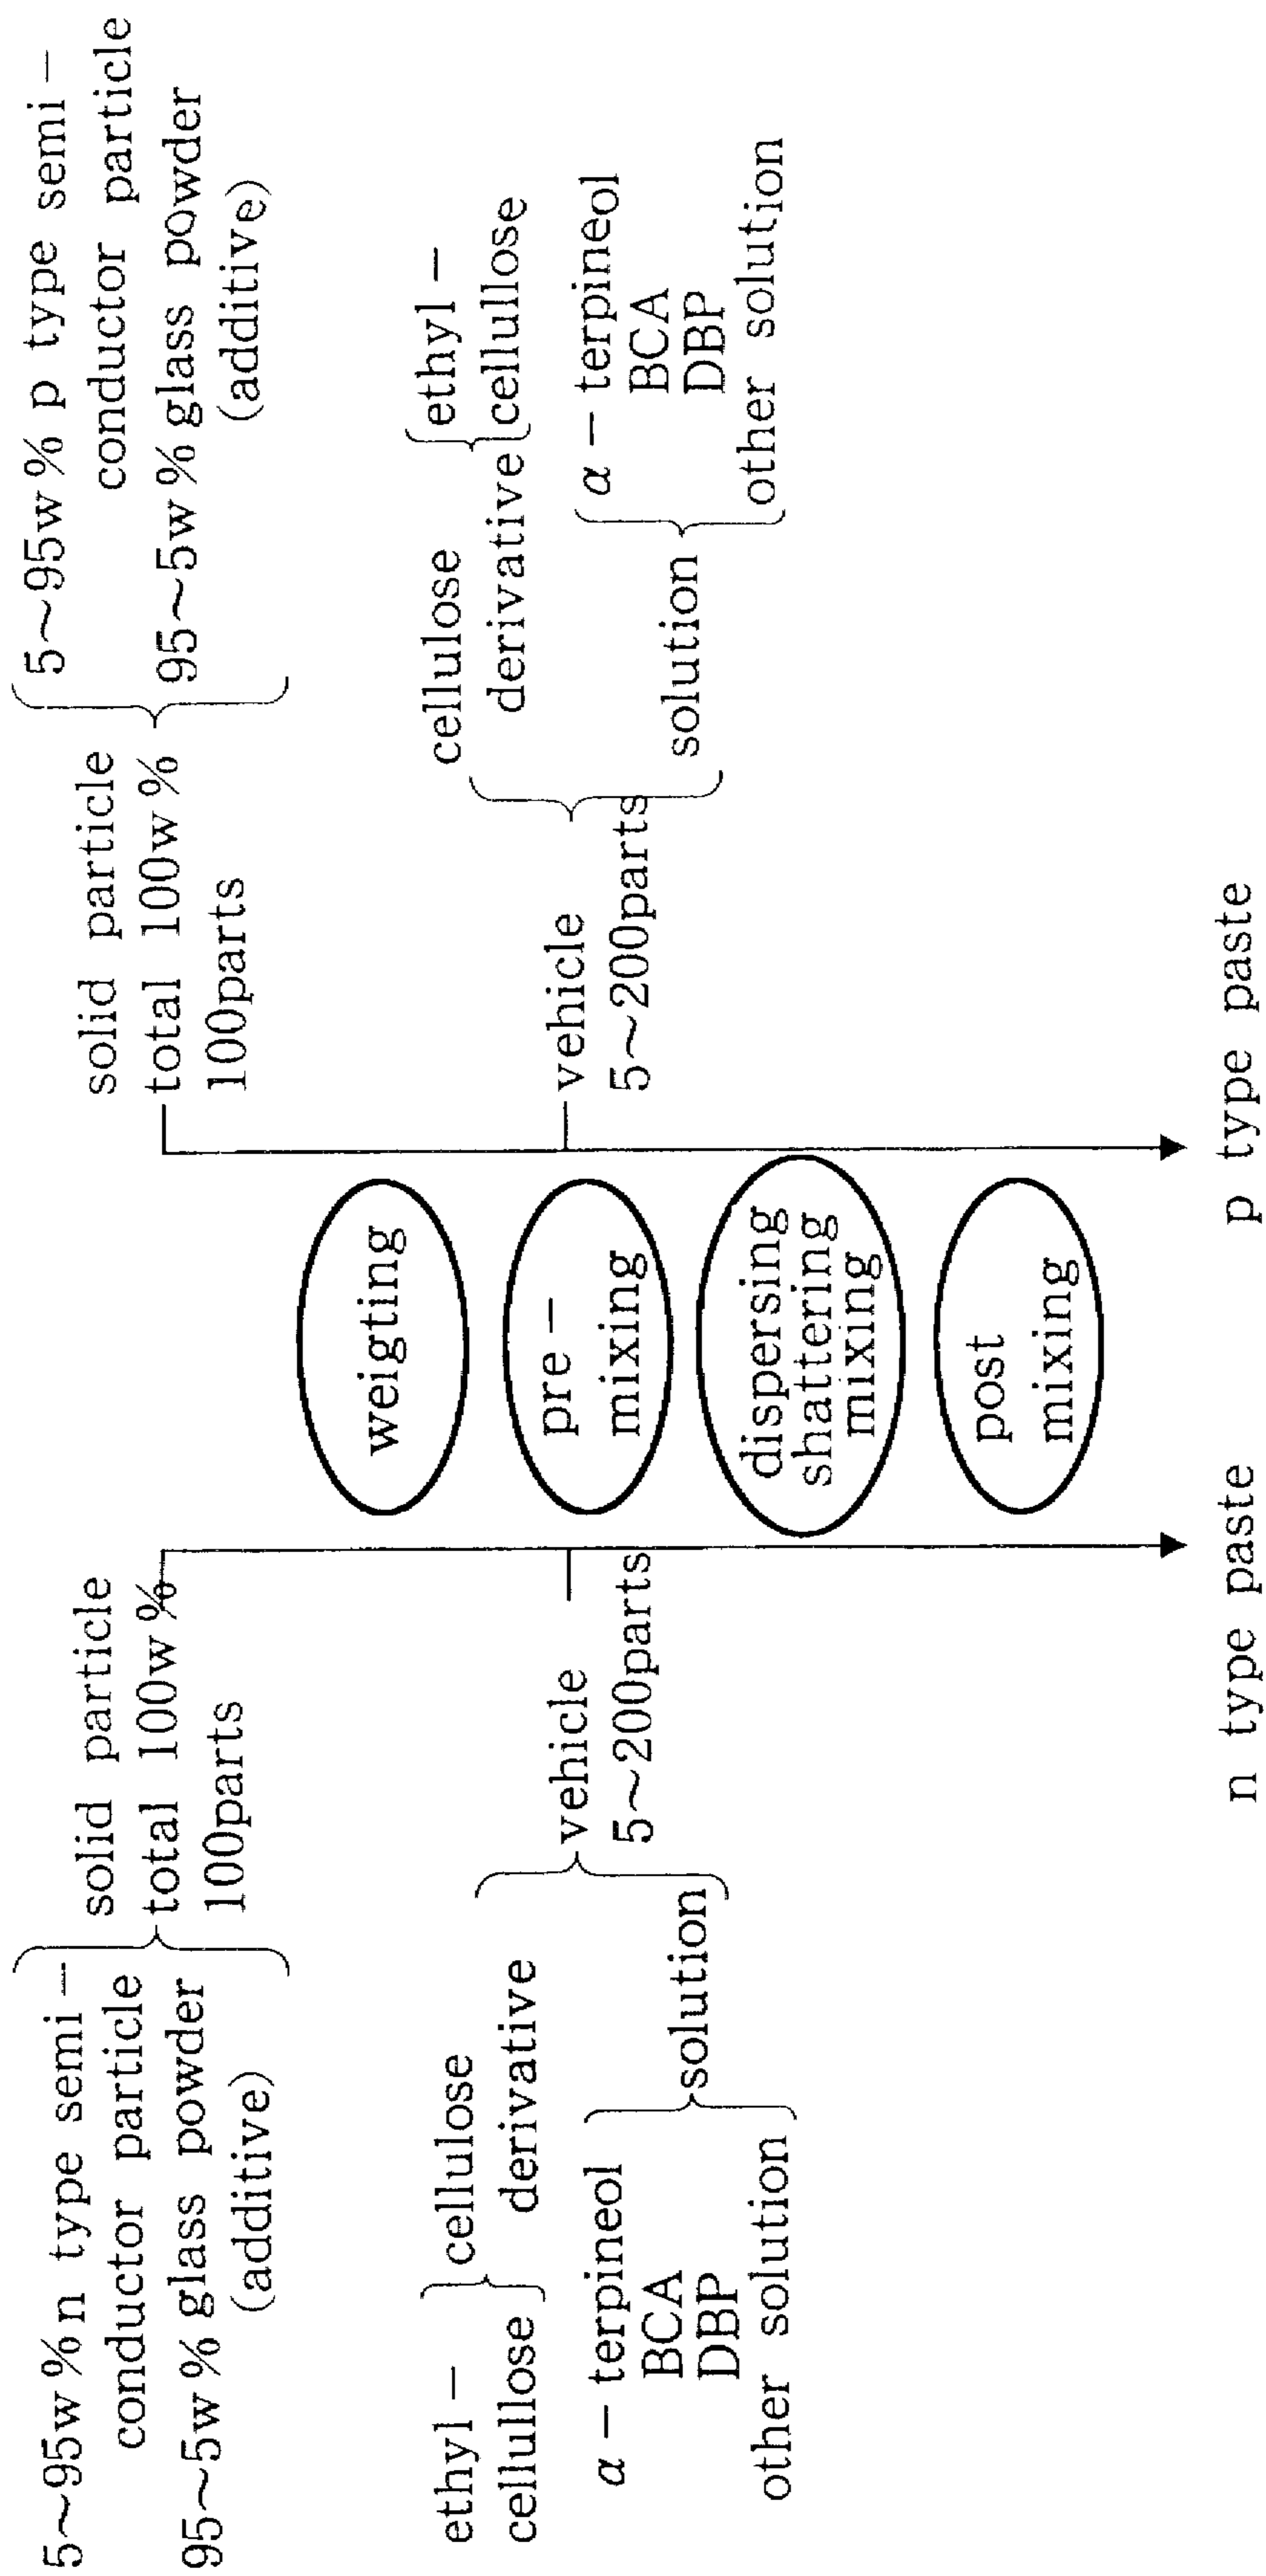 5~95w%n type semi-
conductor particle
95~5w%glass powder
(additive)
solid particle
total 100w%
100parts
ethyl-
cellullose
cellulose
derivative
α-terpineol
BCA
DBP
other solution
solution
vehicle
5~200parts
weigting
pre-
mixing
dispersing
shattering
mixing
post
mixing
solid particle
total 100w%
100parts
5~95w% p type semi-
conductor particle
95~5w%glass powder
(additive)
vehicle
5~200parts
cellulose
derivative
ethyl-
cellullose
solution
α-terpineol
BCA
DBP
other solution
n type paste
p type paste